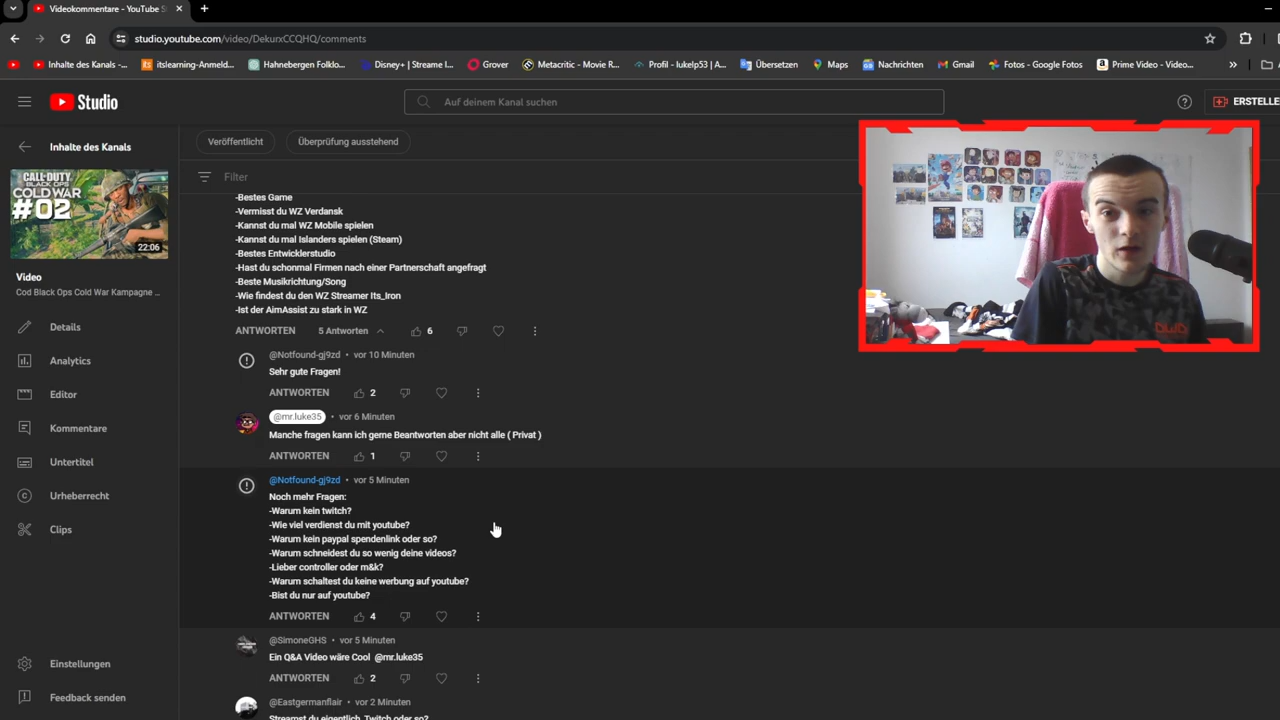 Videokommentare - YouTube S
studio.youtube.com/video/DekurxCCQHQ/comments
Inhalte des Kanals -...
its
itslearning-Anmeld...
Hahnebergen Folklo...
Disney+ | Streame I...
Grover
Metacritic - Movie R...
Profil - lukelp53 | A...
Übersetzen
Maps
Nachrichten
Gmail
Fotos - Google Fotos
Prime Video - Video...
»
Studio
Auf deinem Kanal suchen
ERSTELLE
Inhalte des Kanals
Veröffentlicht
Überprüfung ausstehend
Filter
CALL OF DUTY
BLACK OPS
COLD WAR
#02
22:06
Video
Cod Black Ops Cold War Kampagne ...
Details
Analytics
Editor
Kommentare
Untertitel
Urheberrecht
Clips
Einstellungen
Feedback senden
-Bestes Game
-Vermisst du WZ Verdansk
-Kannst du mal WZ Mobile spielen
-Kannst du mal Islanders spielen (Steam)
-Bestes Entwicklerstudio
-Hast du schonmal Firmen nach einer Partnerschaft angefragt
-Beste Musikrichtung/Song
-Wie findest du den WZ Streamer Its_Iron
-Ist der AimAssist zu stark in WZ
ANTWORTEN 5 Antworten 6
@Notfound-gj9zd • vor 10 Minuten
Sehr gute Fragen!
ANTWORTEN 2
@mr.luke35 • vor 6 Minuten
Manche fragen kann ich gerne Beantworten aber nicht alle ( Privat )
ANTWORTEN 1
@Notfound-gj9zd • vor 5 Minuten
Noch mehr Fragen:
-Warum kein twitch?
-Wie viel verdienst du mit youtube?
-Warum kein paypal spendenlink oder so?
-Warum schneidest du so wenig deine videos?
-Lieber controller oder m&k?
-Warum schaltest du keine werbung auf youtube?
-Bist du nur auf youtube?
ANTWORTEN 4
@SimoneGHS • vor 5 Minuten
Ein Q&A Video wäre Cool @mr.luke35
ANTWORTEN 2
@Eastgermanflair • vor 2 Minuten
Streamst du eigentlich Twitch oder so?